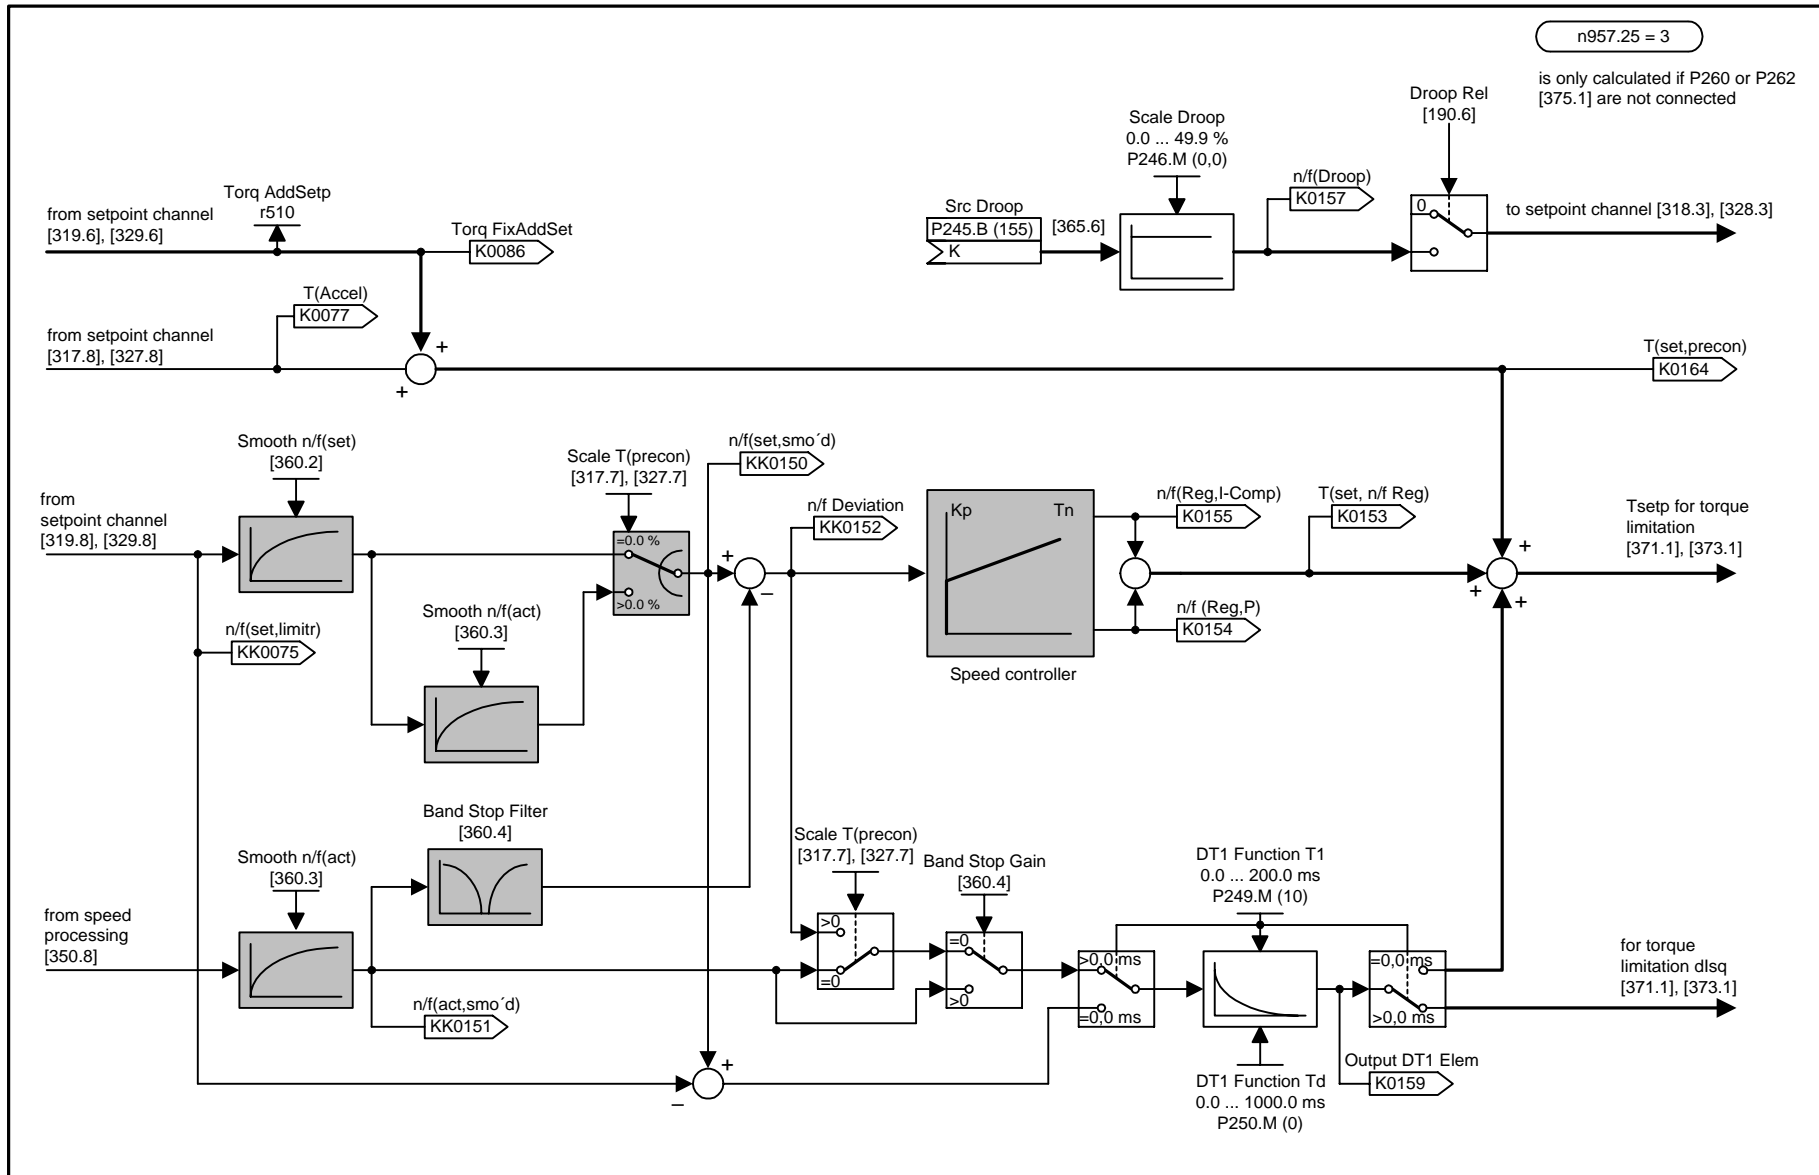 n957.25 = 3
is only calculated if P260 or P262
[375.1] are not connected
Droop Rel
[190.6]
Scale Droop
0.0 ... 49.9 %
P246.M (0,0)
n/f(Droop)
K0157
Torq AddSetp
r510
from setpoint channel
[319.6], [329.6]
Torq FixAddSet
K0086
Src Droop
P245.B (155)
K
[365.6]
0
to setpoint channel [318.3], [328.3]
T(Accel)
K0077
from setpoint channel
[317.8], [327.8]
+
+
T(set,precon)
K0164
Smooth n/f(set)
[360.2]
Scale T(precon)
[317.7], [327.7]
n/f(set,smo´d)
KK0150
from
setpoint channel
[319.8], [329.8]
n/f Deviation
KK0152
Kp
Tn
n/f(Reg,I-Comp)
K0155
T(set, n/f Reg)
K0153
Tsetp for torque
limitation
[371.1], [373.1]
=0.0 %
>0.0 %
+
–
+
+
+
Smooth n/f(act)
[360.3]
n/f(set,limitr)
KK0075
n/f (Reg,P)
K0154
Speed controller
Band Stop Filter
[360.4]
Smooth n/f(act)
[360.3]
Scale T(precon)
[317.7], [327.7]
Band Stop Gain
[360.4]
DT1 Function T1
0.0 ... 200.0 ms
P249.M (10)
from speed
processing
[350.8]
>0
=0
=0
>0
>0,0 ms
=0,0 ms
=0,0 ms
>0,0 ms
for torque
limitation dIsq
[371.1], [373.1]
n/f(act,smo´d)
KK0151
+
–
DT1 Function Td
0.0 ... 1000.0 ms
P250.M (0)
Output DT1 Elem
K0159